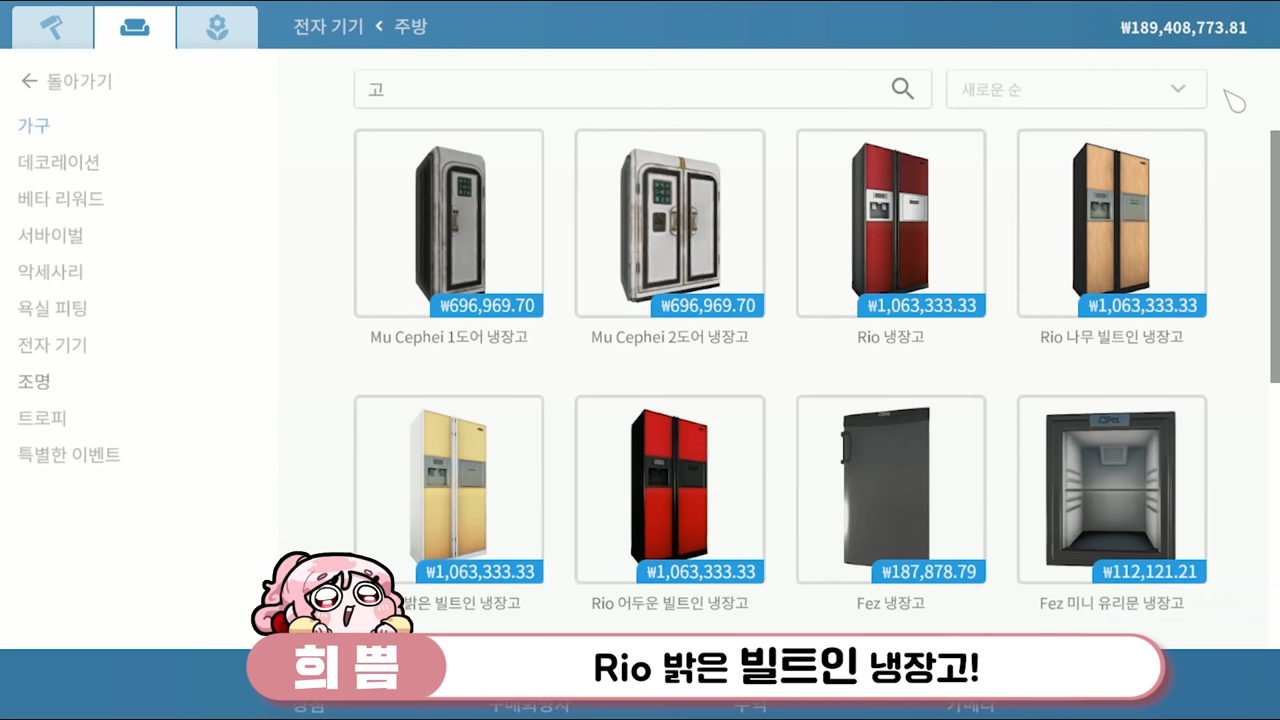 전자 기기 < 주방
₩189,408,773.81
← 돌아가기
고
새로운 순
가구
데코레이션
베타 리워드
서바이벌
악세사리
욕실 피팅
전자 기기
조명
트로피
특별한 이벤트
₩696,969.70
₩696,969.70
₩1,063,333.33
₩1,063,333.33
Mu Cephei 1도어 냉장고
Mu Cephei 2도어 냉장고
Rio 냉장고
Rio 나무 빌트인 냉장고
₩1,063,333.33
₩1,063,333.33
₩187,878.79
₩112,121.21
밝은 빌트인 냉장고
Rio 어두운 빌트인 냉장고
Fez 냉장고
Fez 미니 유리문 냉장고
희쁨
Rio 밝은 빌트인 냉장고!